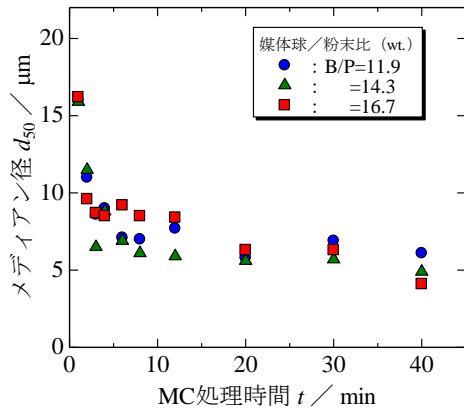 媒体球／粉末比（wt.）
: B/P=11.9
: =14.3
: =16.7
メディアン径 d50 ／ μm
20
15
10
5
0
0 10 20 30 40
MC処理時間 t ／ min